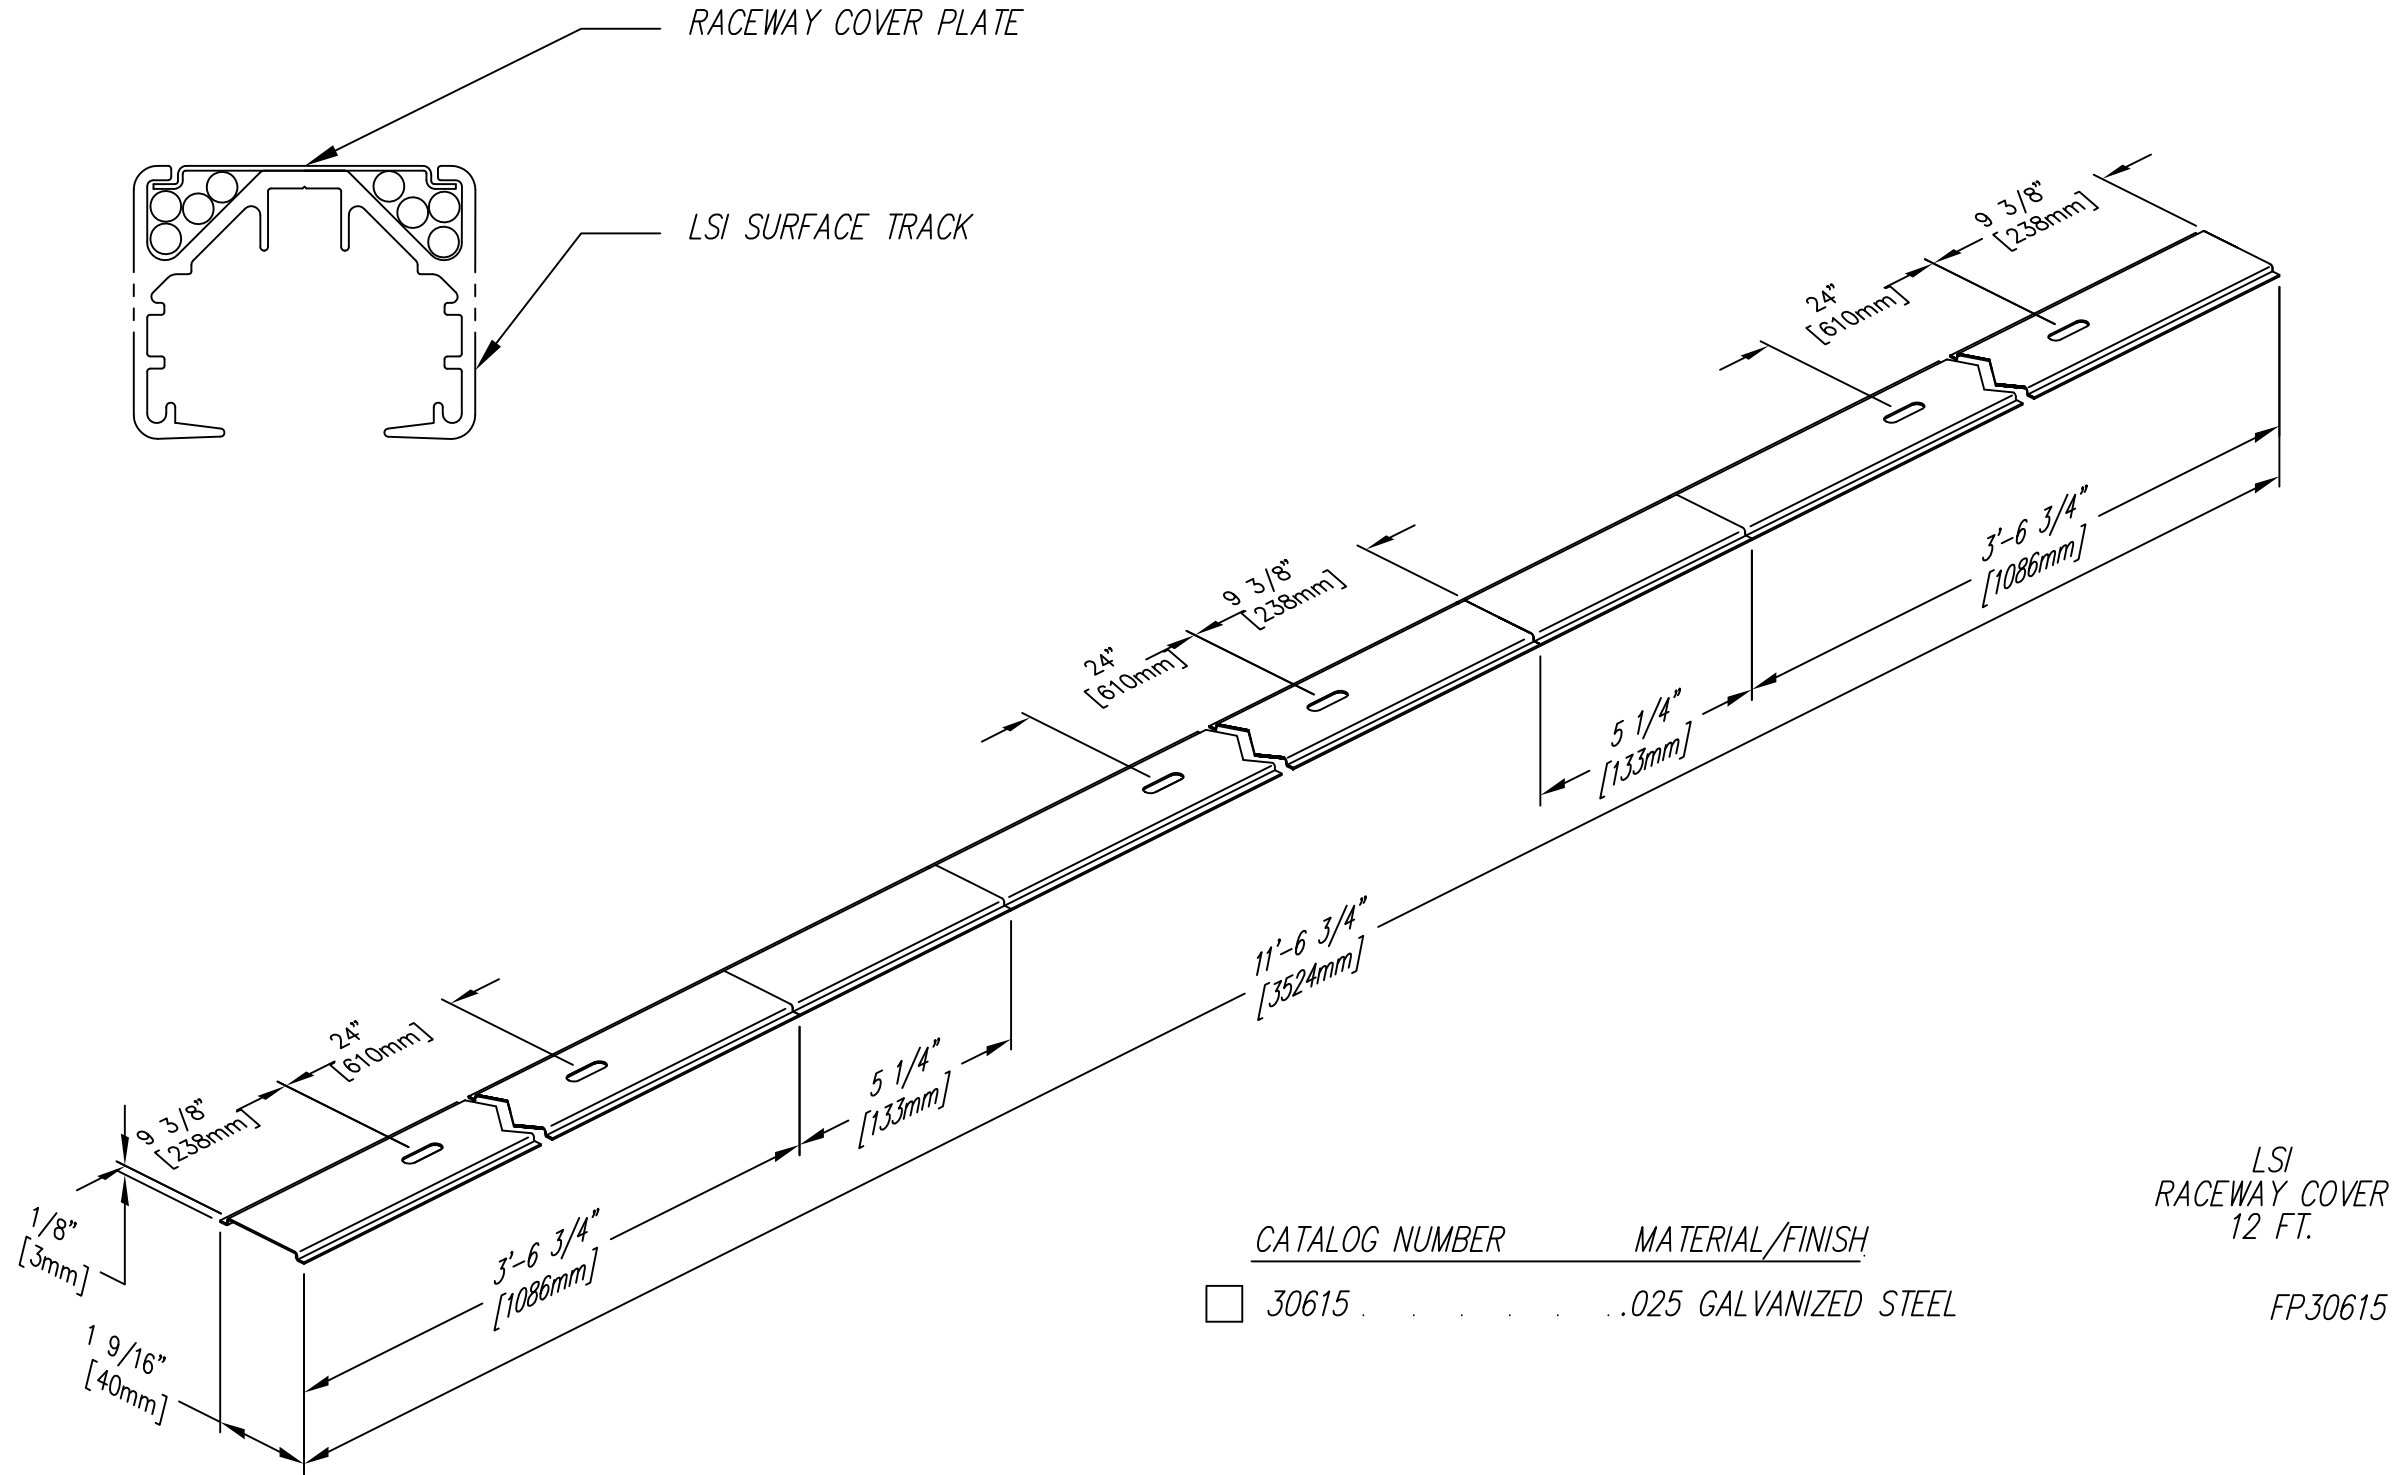 RACEWAY COVER PLATE
LSI SURFACE TRACK
9 3/8"
[238mm]
24"
[610mm]
3'-6 3/4"
[1086mm]
9 3/8"
[238mm]
24"
[610mm]
5 1/4"
[133mm]
11'-6 3/4"
[3524mm]
24"
[610mm]
9 3/8"
[238mm]
5 1/4"
[133mm]
1/8"
[3mm]
3'-6 3/4"
[1086mm]
1 9/16"
[40mm]
LSI
RACEWAY COVER
12 FT.
CATALOG NUMBER MATERIAL/FINISH
30615 . . . . . . .025 GALVANIZED STEEL
FP30615